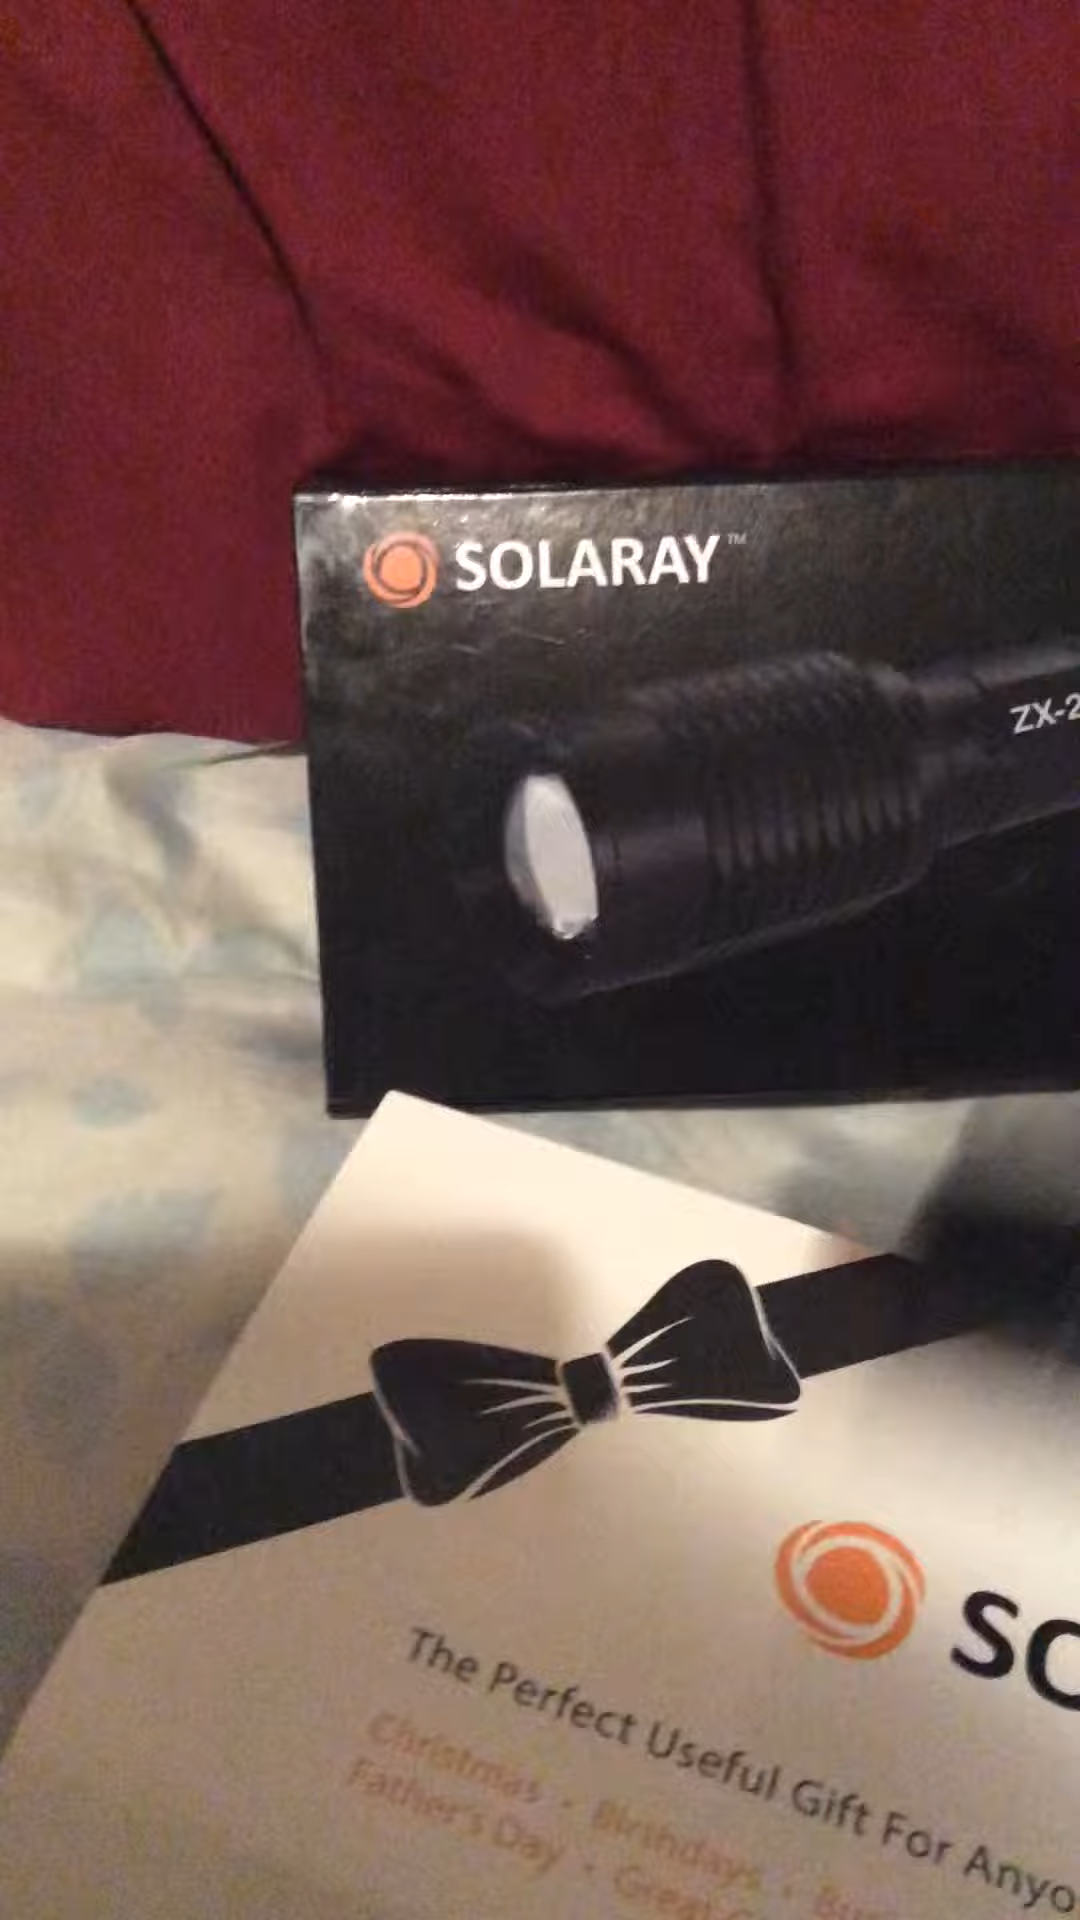 SOLARAY™
ZX-2
SO
The Perfect Useful Gift For Anyo
Christmas • Birthdays •
Father's Day •